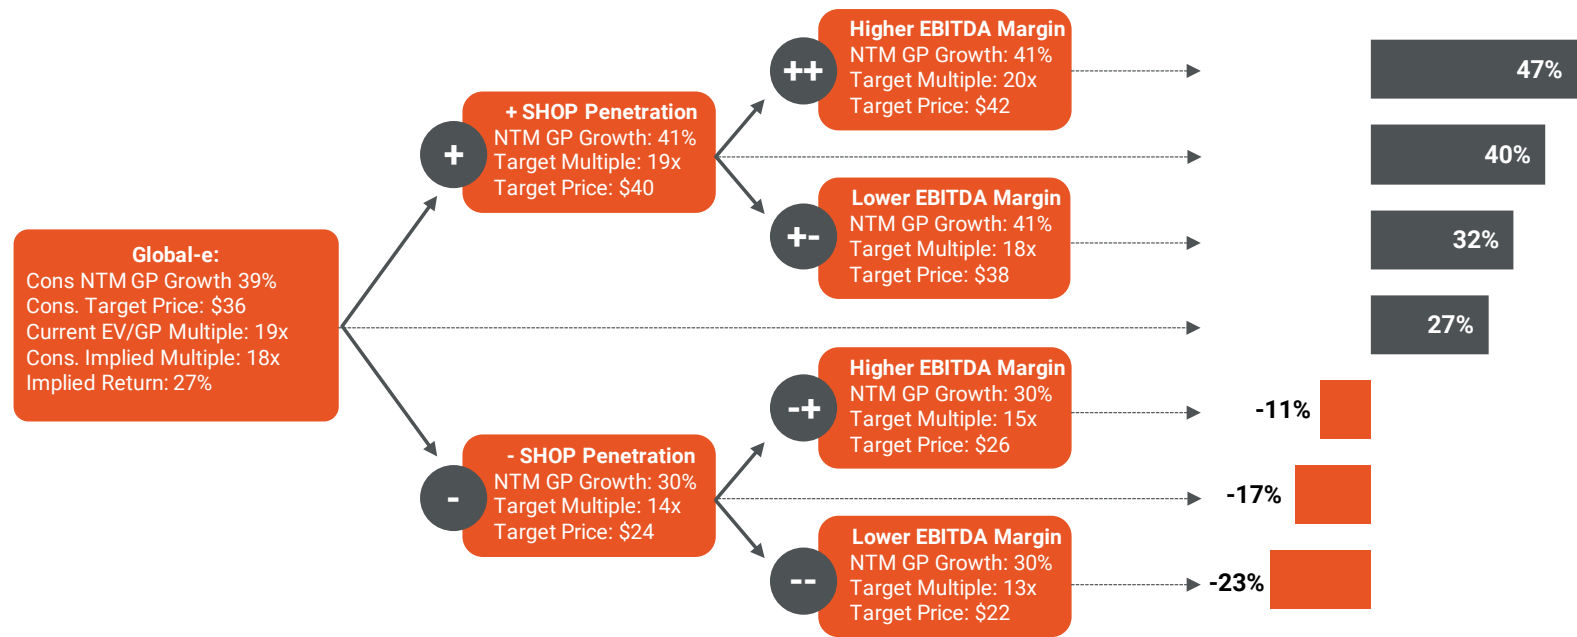 Global-e:
Cons NTM GP Growth 39%
Cons. Target Price: $36
Current EV/GP Multiple: 19x
Cons. Implied Multiple: 18x
Implied Return: 27%
+
+ SHOP Penetration
NTM GP Growth: 41%
Target Multiple: 19x
Target Price: $40
-
- SHOP Penetration
NTM GP Growth: 30%
Target Multiple: 14x
Target Price: $24
++
Higher EBITDA Margin
NTM GP Growth: 41%
Target Multiple: 20x
Target Price: $42
+-
Lower EBITDA Margin
NTM GP Growth: 41%
Target Multiple: 18x
Target Price: $38
-+
Higher EBITDA Margin
NTM GP Growth: 30%
Target Multiple: 15x
Target Price: $26
--
Lower EBITDA Margin
NTM GP Growth: 30%
Target Multiple: 13x
Target Price: $22
47%
40%
32%
27%
-11%
-17%
-23%